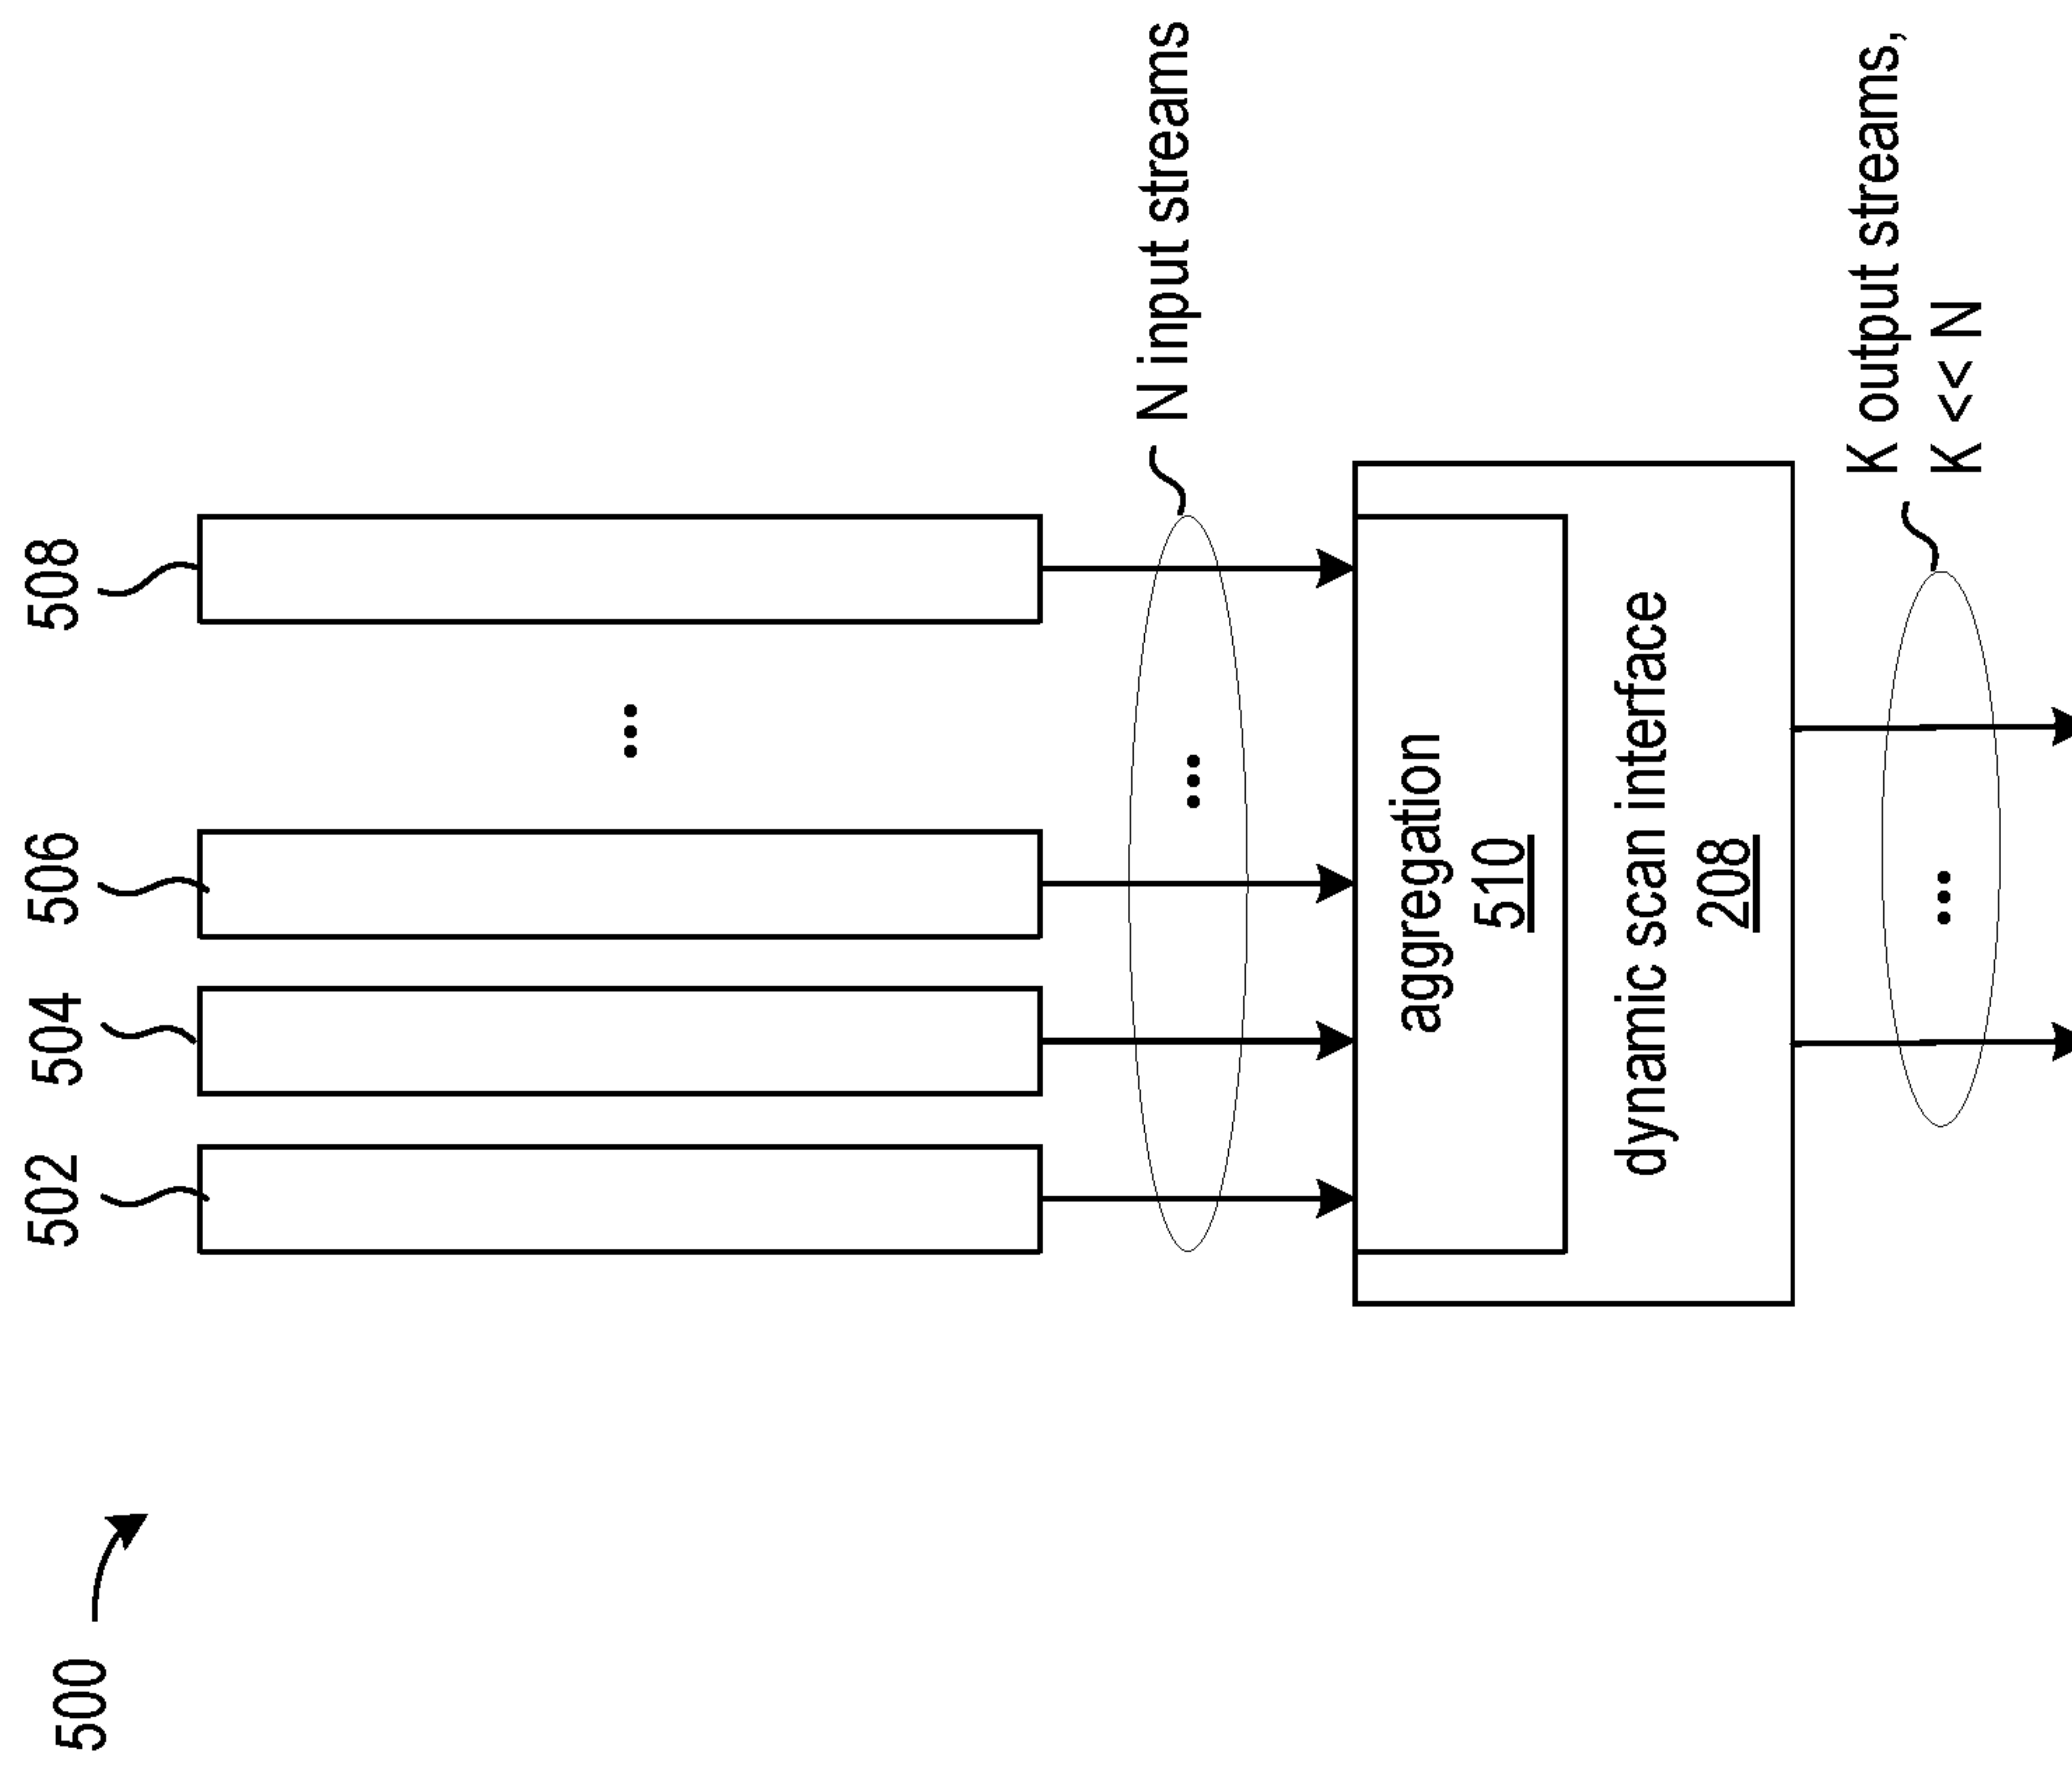 500
502
504
506
508
...
N input streams
...
aggregation
510
dynamic scan interface
208
K output streams,
K << N
...